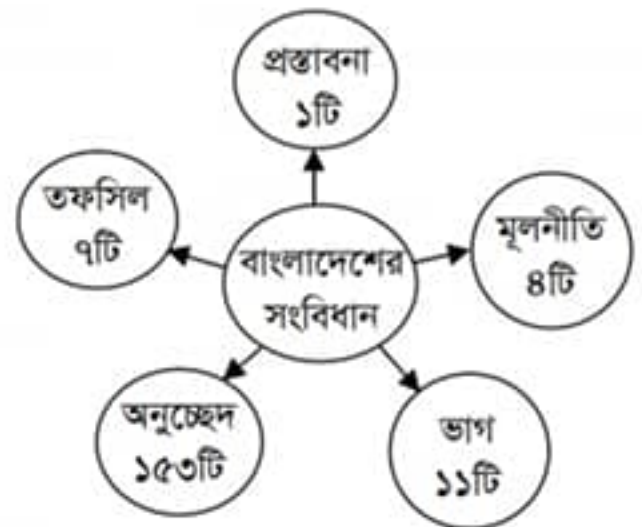 প্রস্তাবনা
১টি
তফসিল
৭টি
বাংলাদেশের
সংবিধান
মূলনীতি
৪টি
অনুচ্ছেদ
১৫৩টি
ভাগ
১১টি